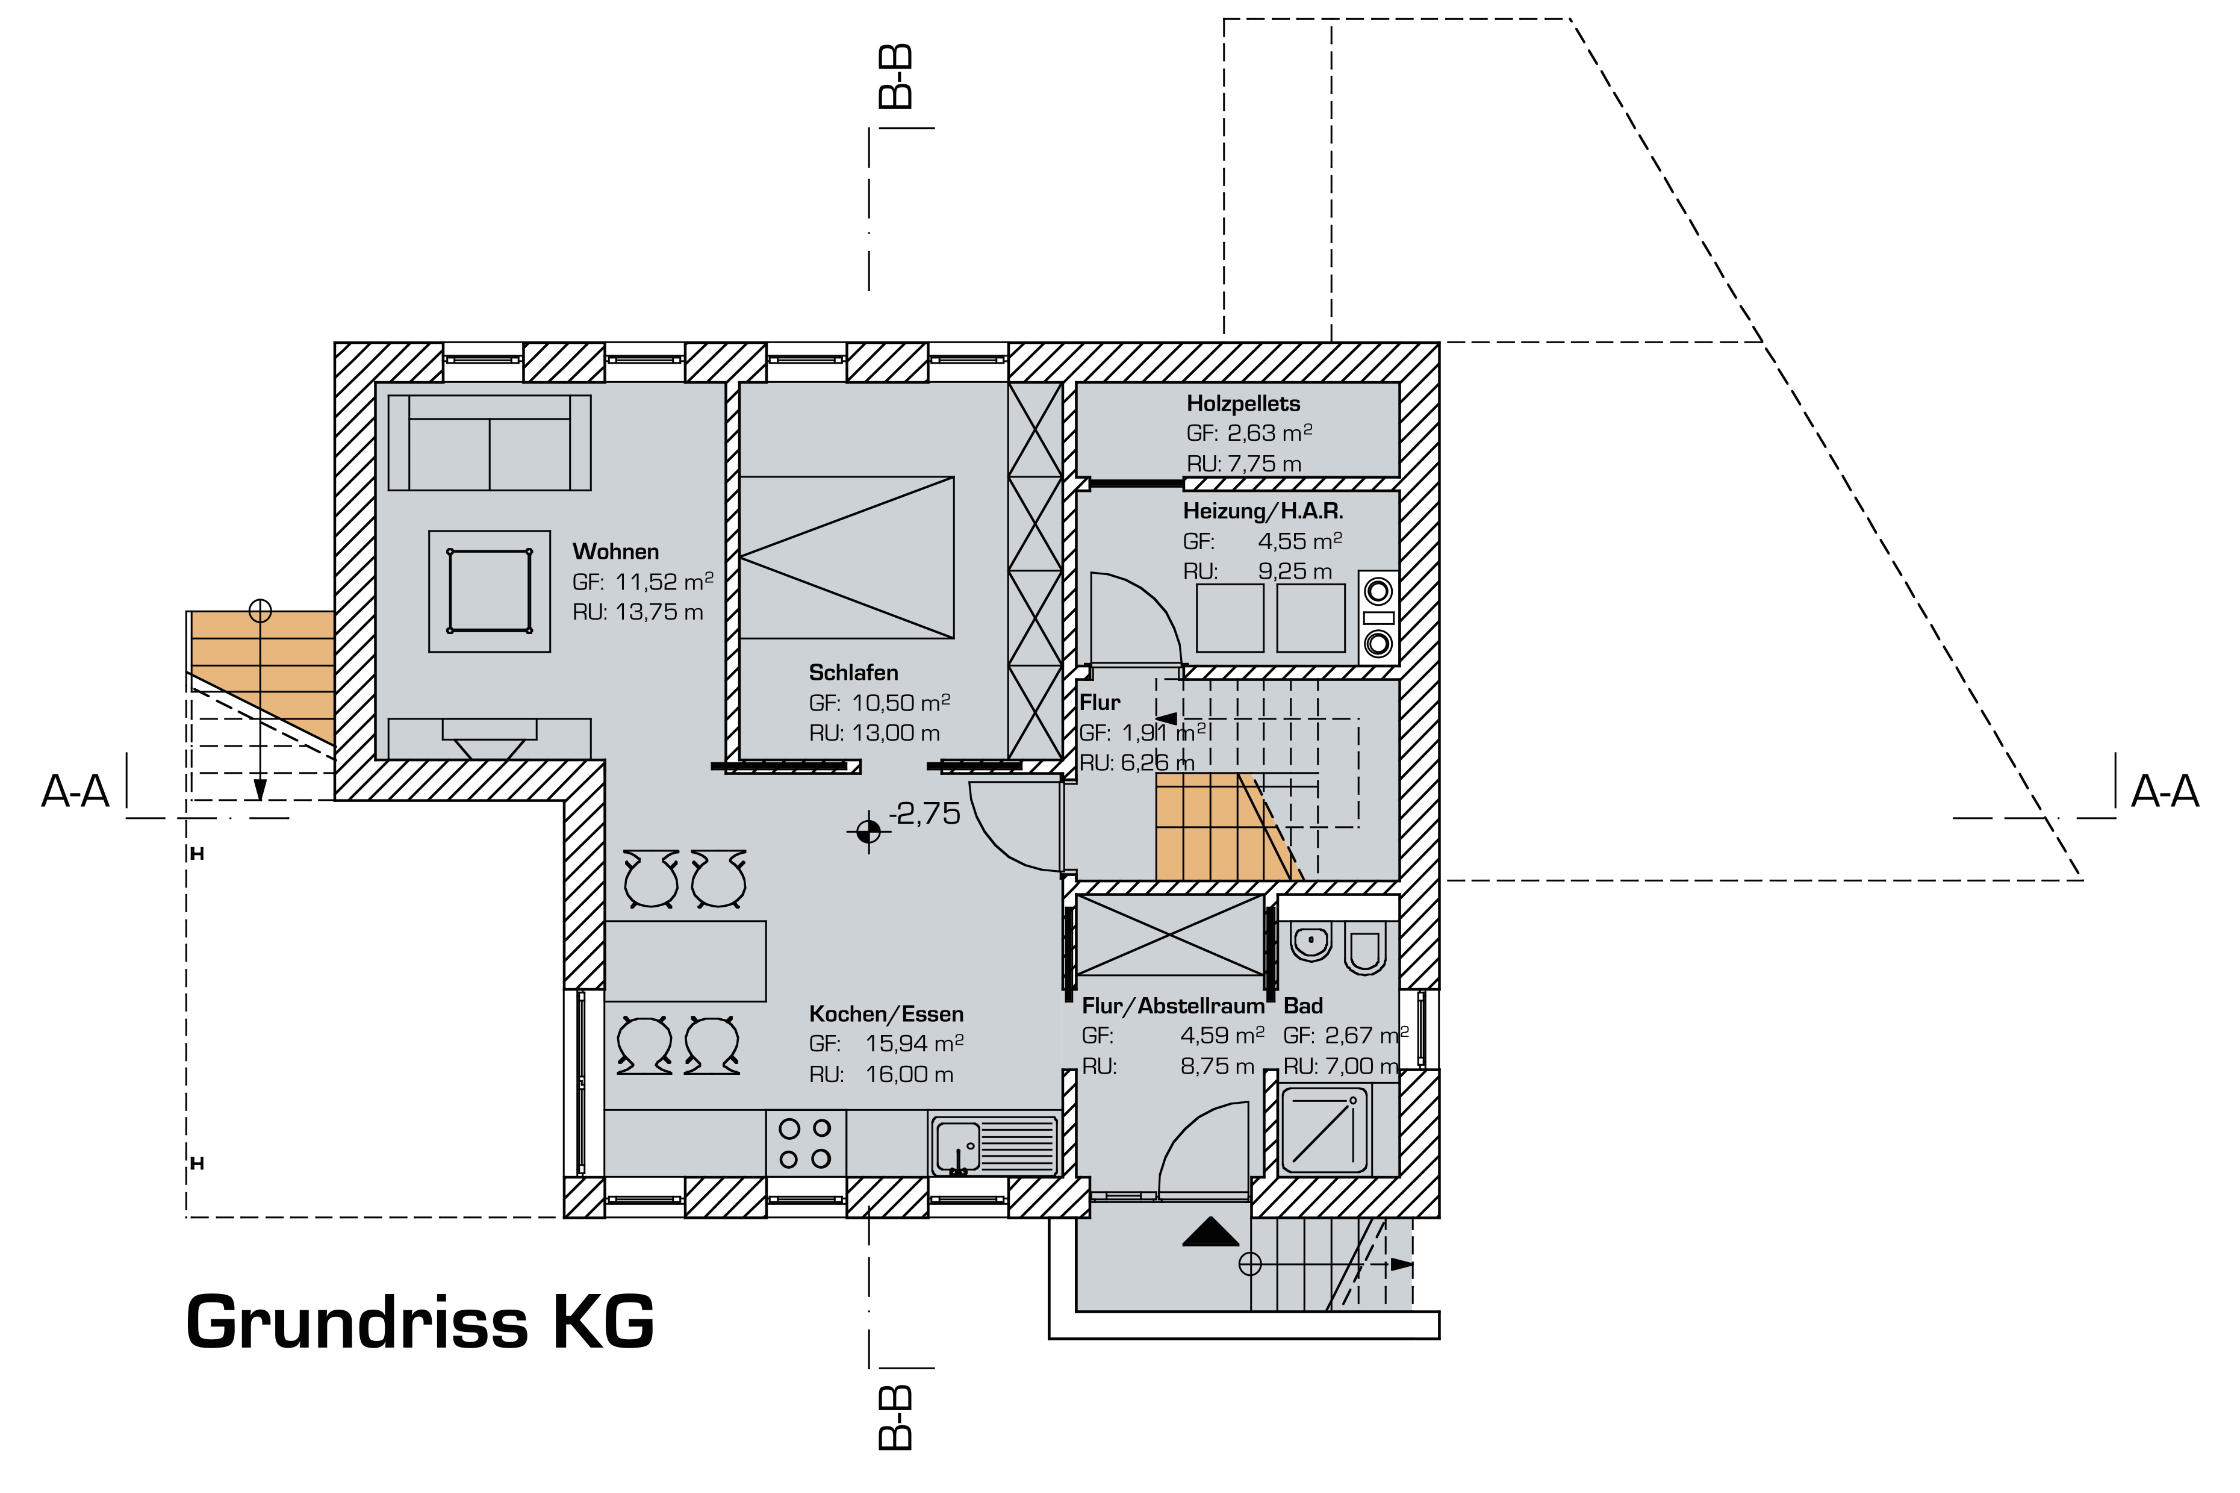 B-B
Holzpellets
GF: 2,63 m²
RU: 7,75 m
Heizung/H.A.R.
GF: 4,55 m²
RU: 9,25 m
Wohnen
GF: 11,52 m²
RU: 13,75 m
Schlafen
GF: 10,50 m²
RU: 13,00 m
Flur
GF: 1,91 m²
RU: 6,26 m
A-A
A-A
-2,75
H
Kochen/Essen
GF: 15,94 m²
RU: 16,00 m
Flur/Abstellraum
GF: 4,59 m²
RU: 8,75 m
Bad
GF: 2,67 m²
RU: 7,00 m
H
Grundriss KG
B-B